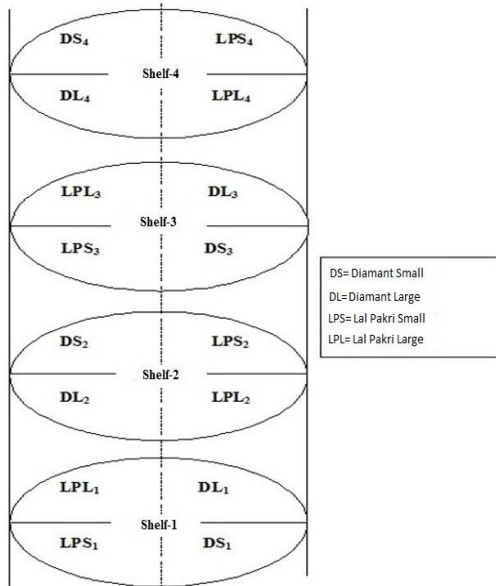 DS₄ LPS₄
Shelf-4
DL₄ LPL₄
LPL₃ DL₃
Shelf-3
LPS₃ DS₃
DS₂ LPS₂
Shelf-2
DL₂ LPL₂
LPL₁ DL₁
Shelf-1
LPS₁ DS₁
DS= Diamant Small
DL=Diamant Large
LPS= Lal Pakri Small
LPL= Lal Pakri Large